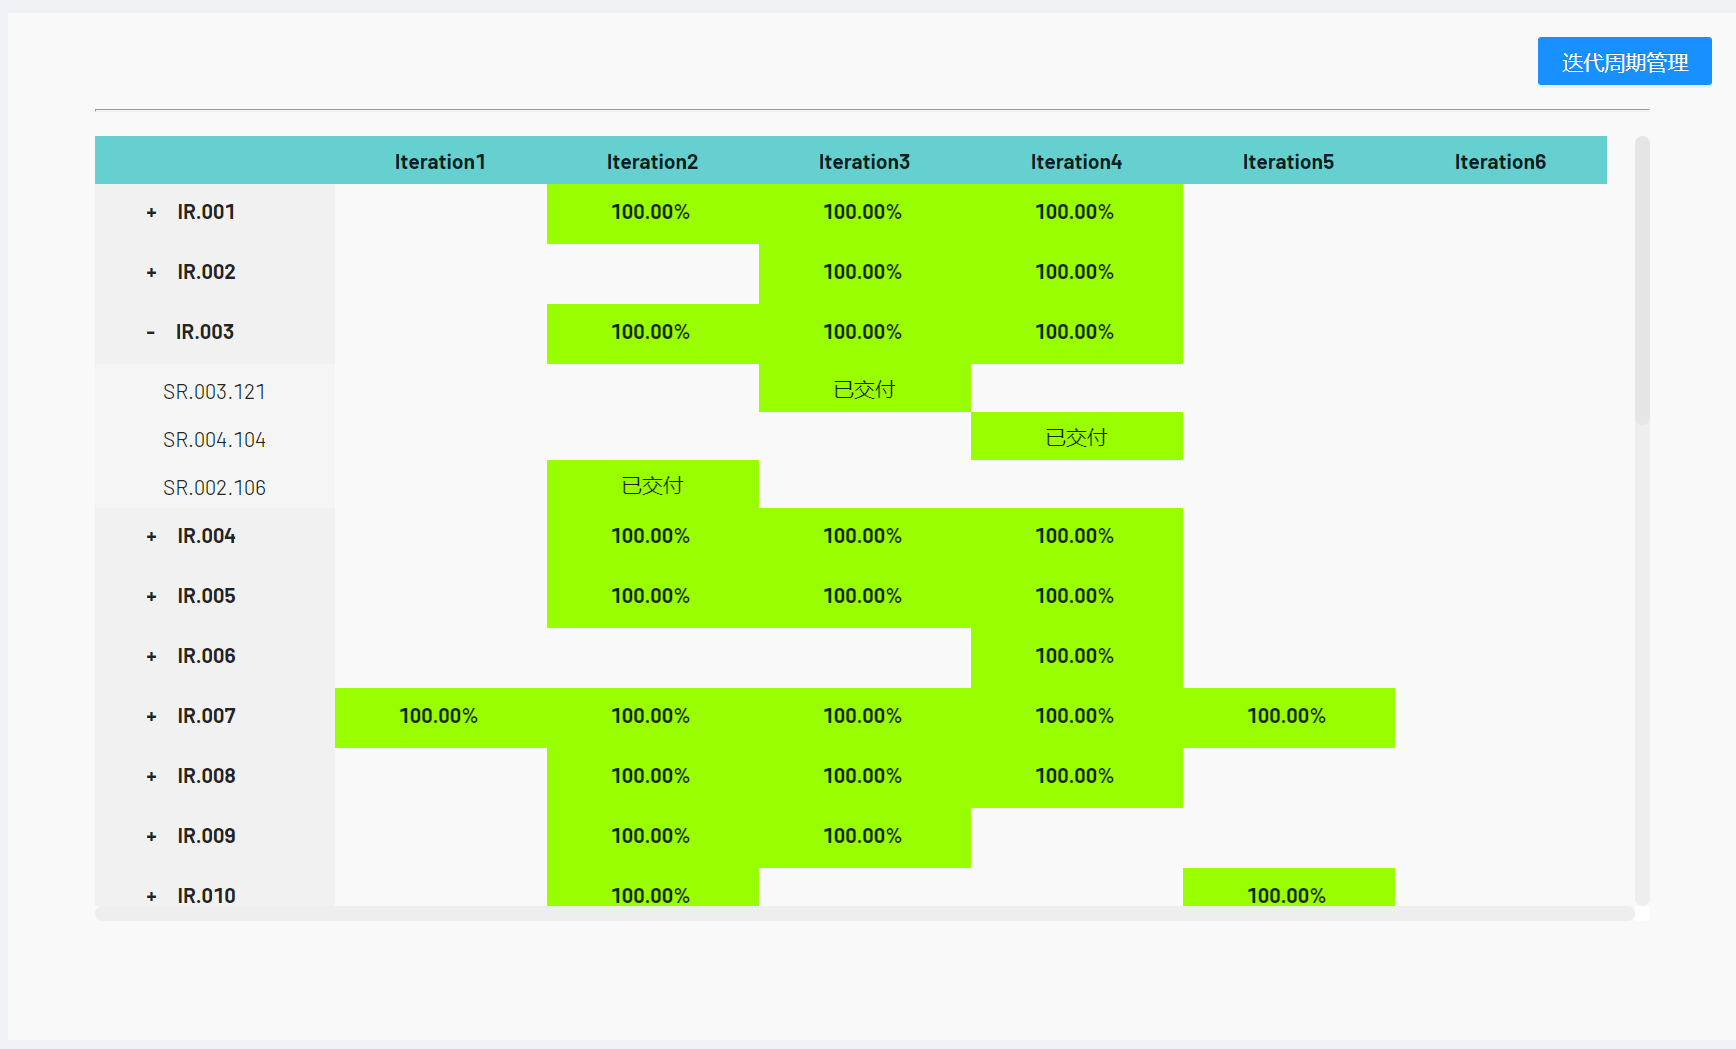 迭代周期管理
Iteration1 Iteration2 Iteration3 Iteration4 Iteration5 Iteration6
+ IR.001 100.00% 100.00% 100.00%
+ IR.002 100.00% 100.00%
- IR.003 100.00% 100.00% 100.00%
SR.003.121 已交付
SR.004.104 已交付
SR.002.106 已交付
+ IR.004 100.00% 100.00% 100.00%
+ IR.005 100.00% 100.00% 100.00%
+ IR.006 100.00%
+ IR.007 100.00% 100.00% 100.00% 100.00% 100.00%
+ IR.008 100.00% 100.00% 100.00%
+ IR.009 100.00% 100.00%
+ IR.010 100.00% 100.00%